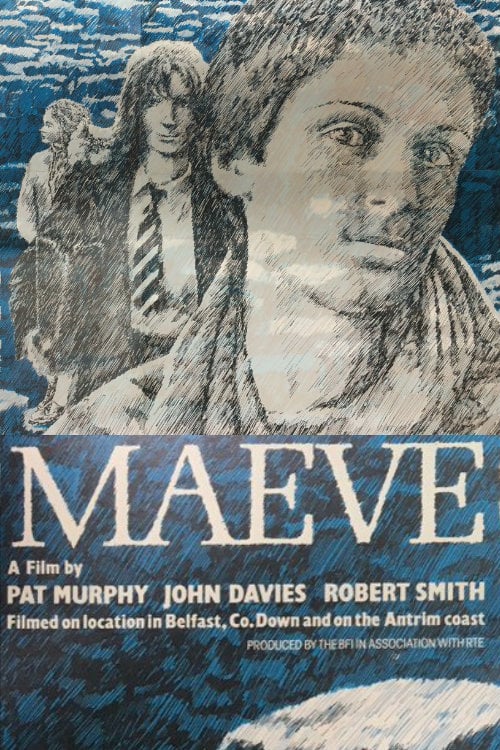 MAEVE
A Film by
PAT MURPHY JOHN DAVIES ROBERT SMITH
Filmed on location in Belfast, Co. Down and on the Antrim coast
PRODUCED BY THE BFI IN ASSOCIATION WITH RTE